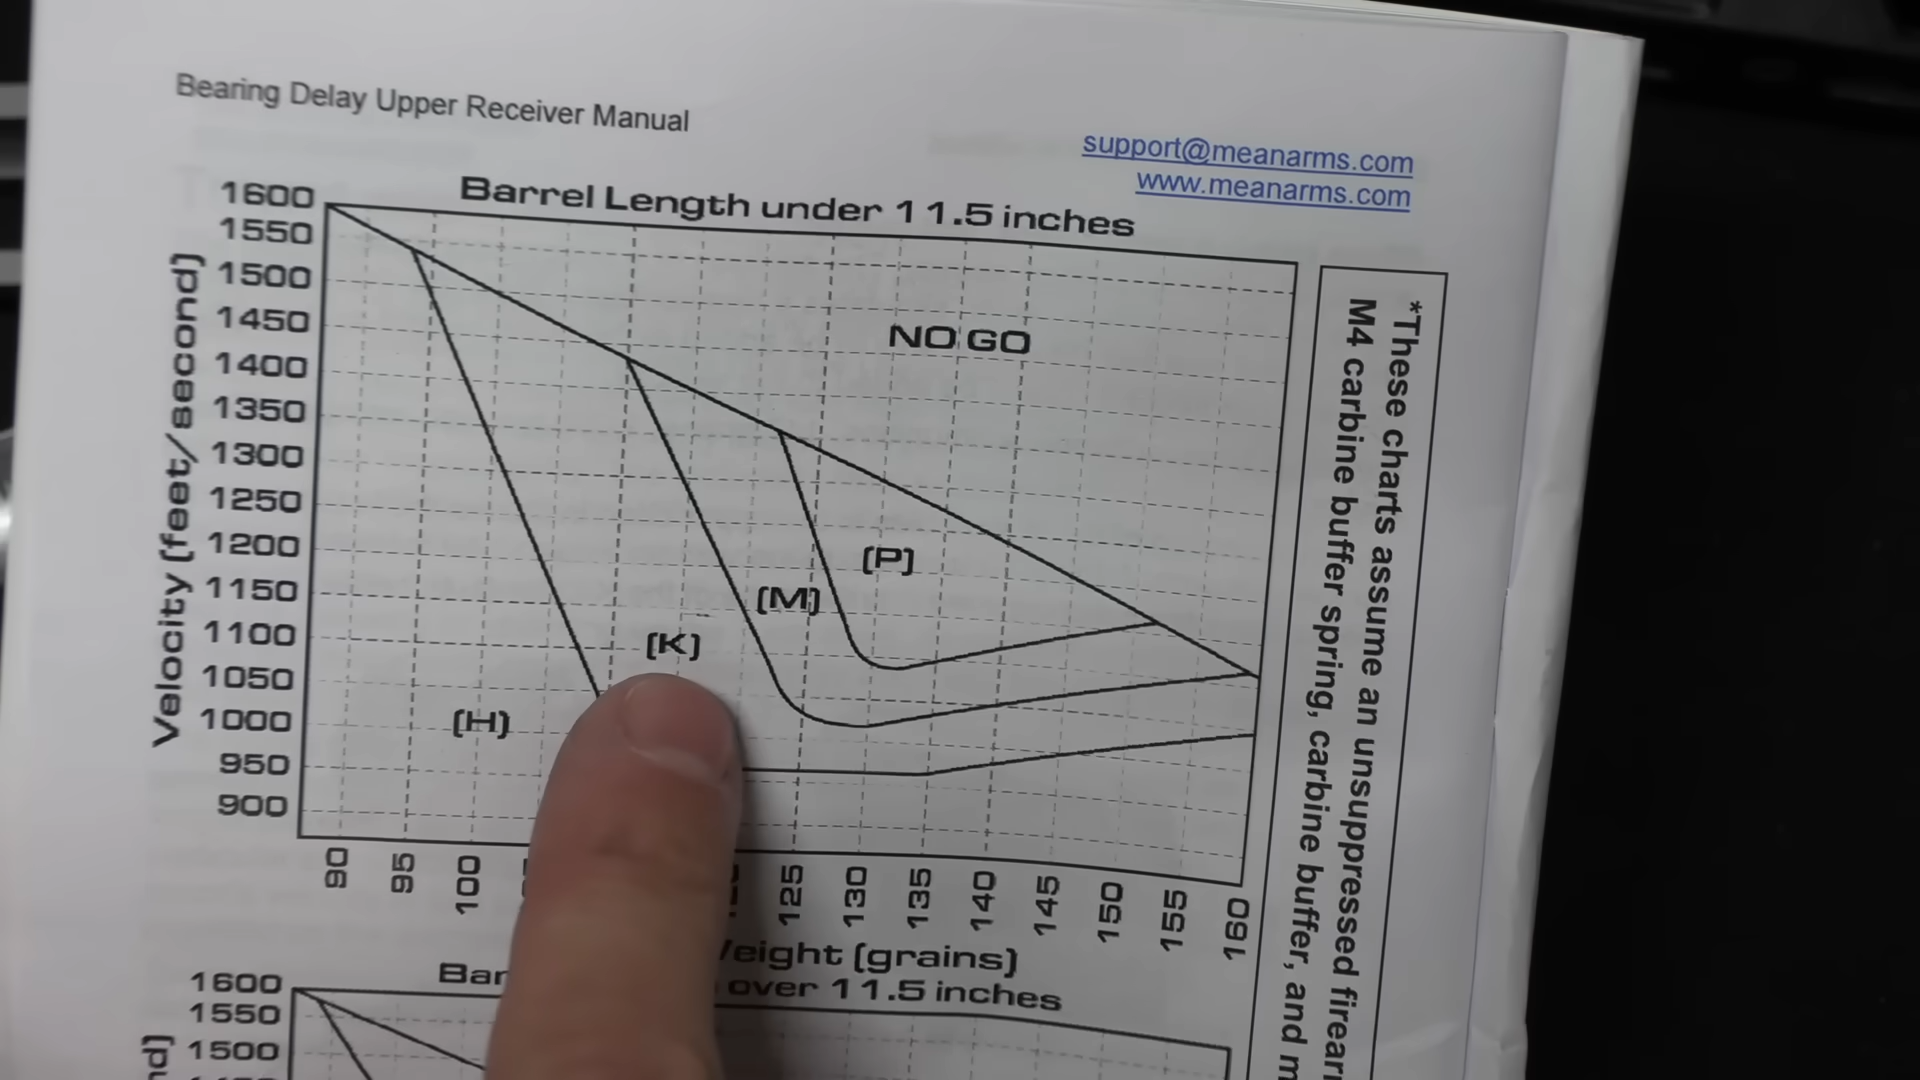 Bearing Delay Upper Receiver Manual
support@meanarms.com
www.meanarms.com
Barrel Length under 11.5 inches
Velocity (feet/second)
1600
1550
1500
1450
1400
1350
1300
1250
1200
1150
1100
1050
1000
950
900
NO GO
(P)
(M)
(K)
(H)
90
95
100
125
130
135
140
145
150
155
160
(grains)
over 11.5 inches
1600
1550
1500
*These charts assume an unsuppressed
M4 carbine buffer spring, carbine buffer, and